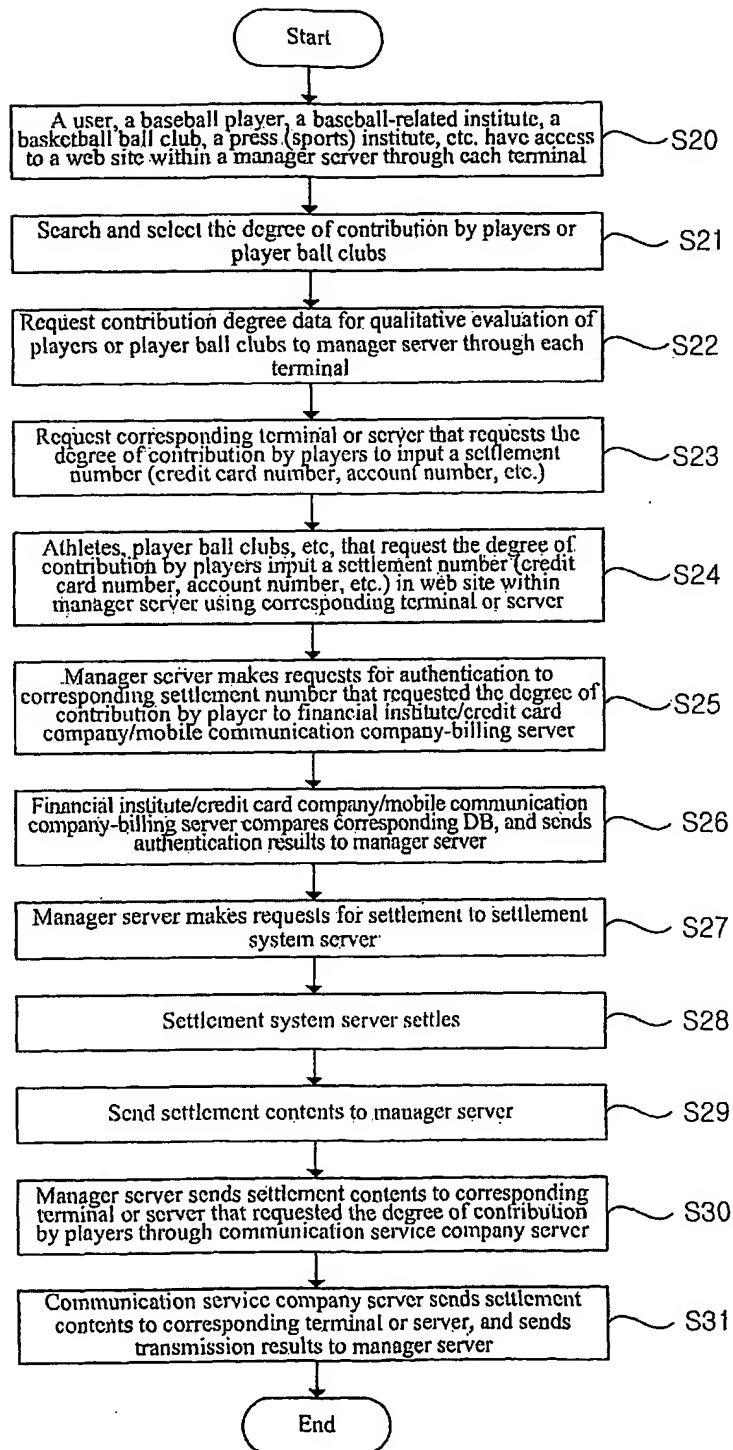 Start
A user, a baseball player, a baseball-related institute, a
basketball ball club, a press (sports) institute, etc. have access
to a web site within a manager server through each terminal
S20
Search and select the degree of contribution by players or
player ball clubs
S21
Request contribution degree data for qualitative evaluation of
players or player ball clubs to manager server through each
terminal
S22
Request corresponding terminal or server that requests the
degree of contribution by players to input a settlement
number (credit card number, account number, etc.)
S23
Athletes, player ball clubs, etc, that request the degree of
contribution by players input a settlement number (credit
card number, account number, etc.) in web site within
manager server using corresponding terminal or server
S24
Manager server makes requests for authentication to
corresponding settlement number that requested the degree of
contribution by player to financial institute/credit card
company/mobile communication company-billing server
S25
Financial institute/credit card company/mobile communication
company-billing server compares corresponding DB, and sends
authentication results to manager server
S26
Manager server makes requests for settlement to settlement
system server
S27
Settlement system server settles
S28
Send settlement contents to manager server
S29
Manager server sends settlement contents to corresponding
terminal or server that requested the degree of contribution
by players through communication service company server
S30
Communication service company server sends settlement
contents to corresponding terminal or server, and sends
transmission results to manager server
S31
End